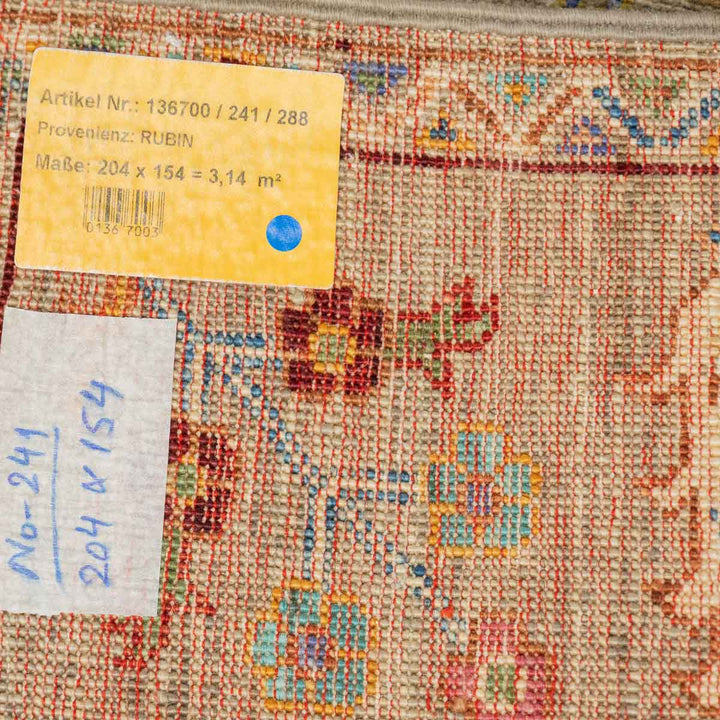 Artikel Nr.: 136700 / 241 / 288
Provenienz: RUBIN
Maße: 204 x 154 = 3,14 m²
0136 7003
No-241
204 x 154